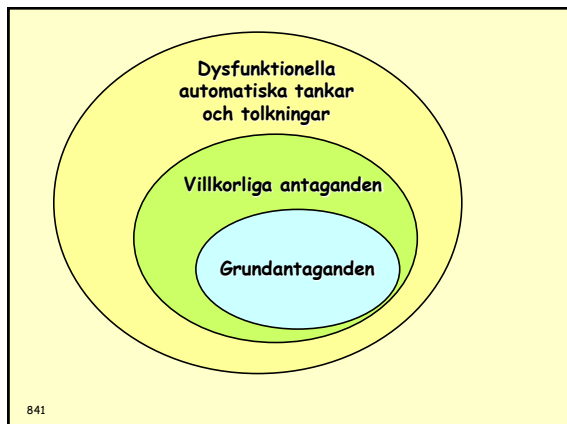 Dysfunktionella
automatiska tankar
och tolkningar
Villkorliga antaganden
Grundantaganden
841